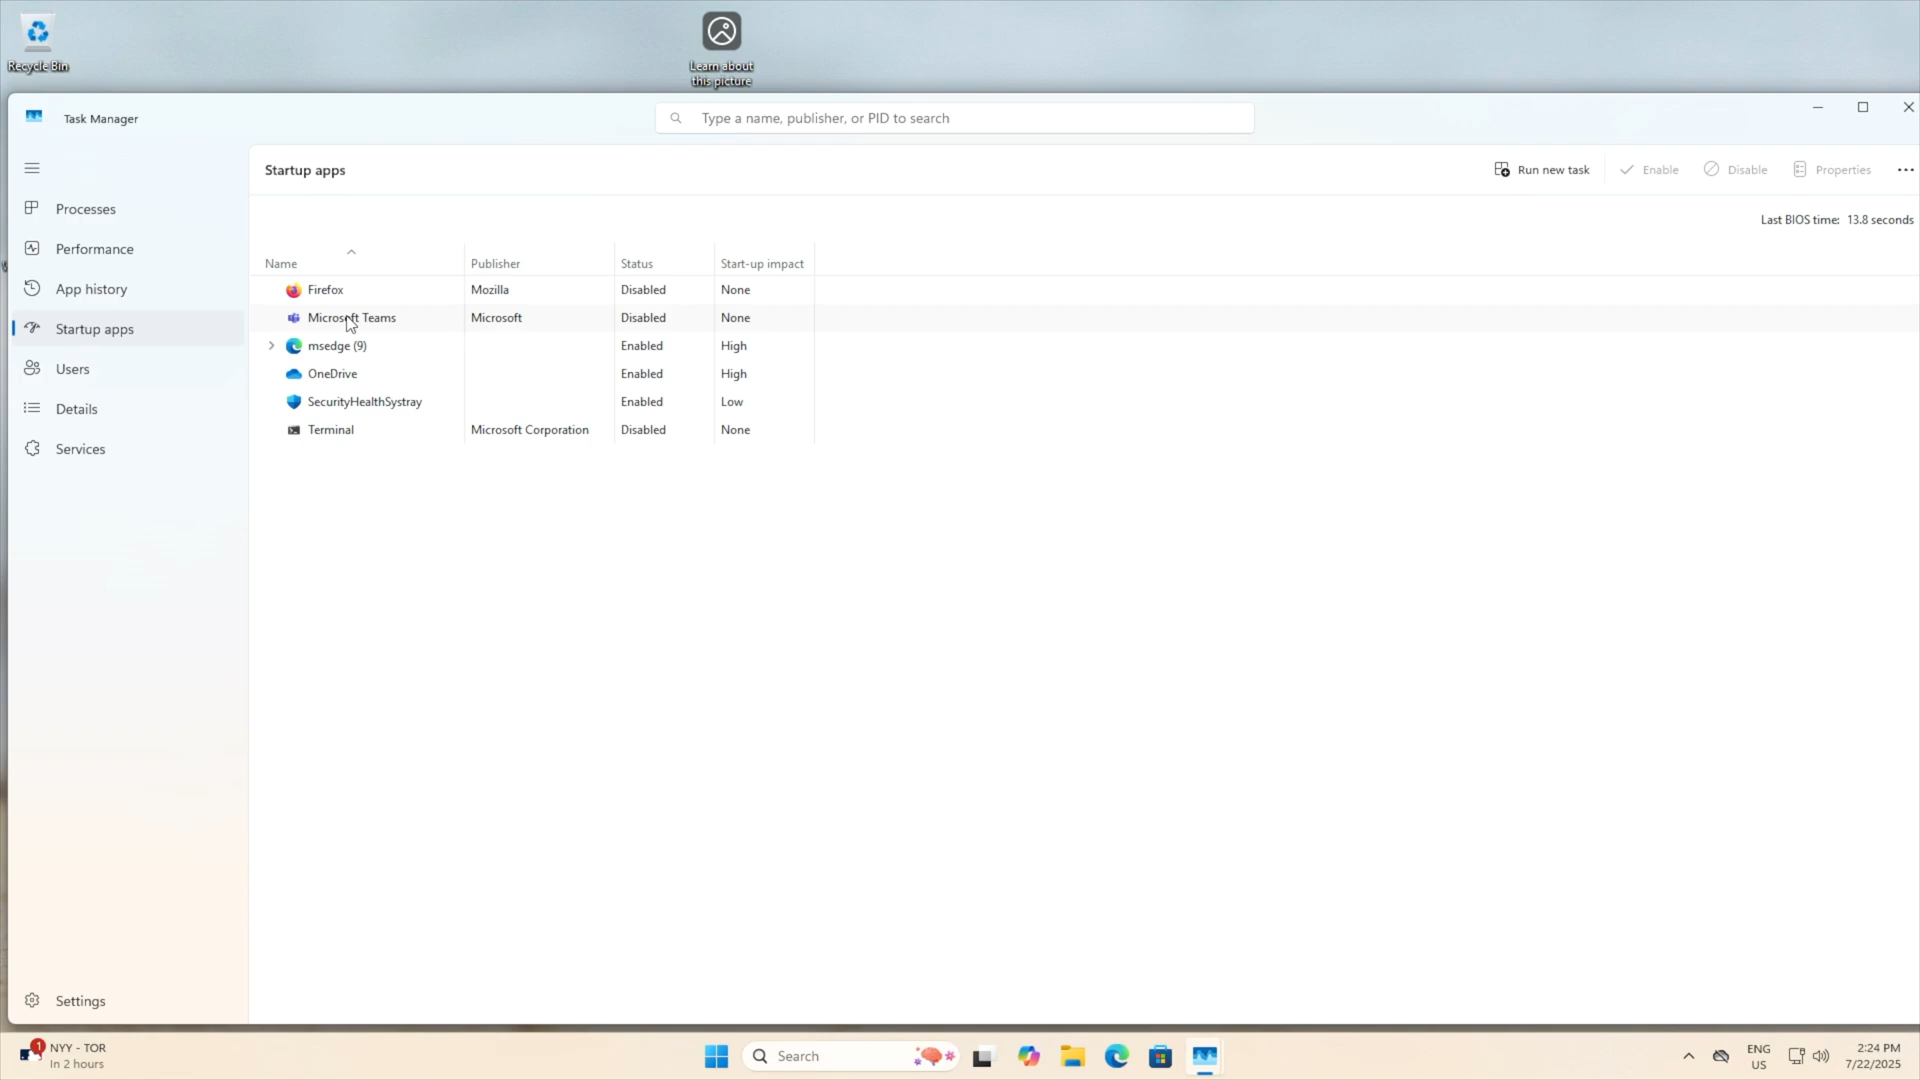 Recycle Bin
Learn about
this picture
Task Manager
Type a name, publisher, or PID to search
Startup apps
Run new task
Enable
Disable
Properties
Last BIOS time: 13.8 seconds
Processes
Performance
App history
Startup apps
Users
Details
Services
Settings
Name Publisher Status Start-up impact
Firefox Mozilla Disabled None
Microsoft Teams Microsoft Disabled None
msedge (9) Enabled High
OneDrive Enabled High
SecurityHealthSystray Enabled Low
Terminal Microsoft Corporation Disabled None
1
NYY - TOR
In 2 hours
Search
ENG
US
2:24 PM
7/22/2025